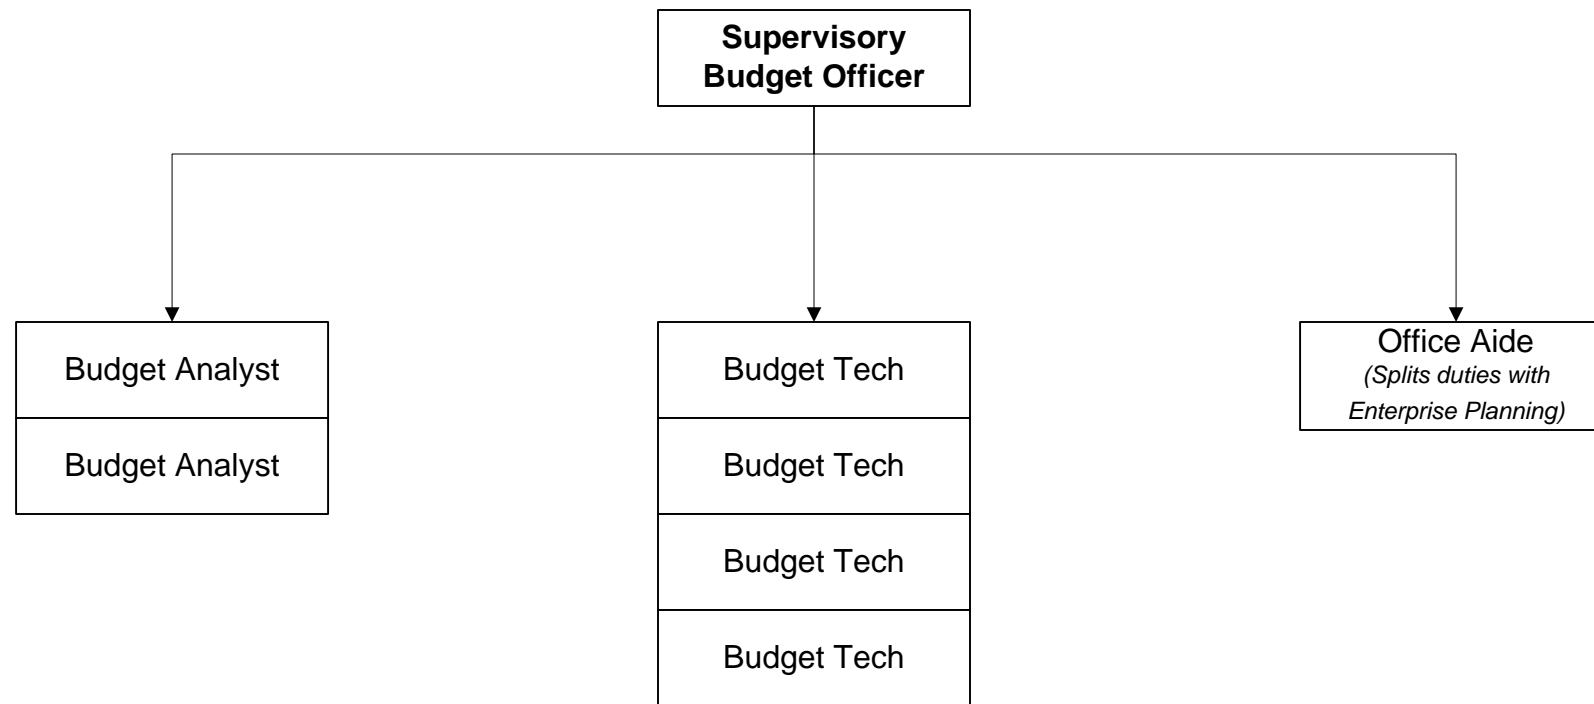 Supervisory
Budget Officer
Budget Analyst
Budget Analyst
Budget Tech
Budget Tech
Budget Tech
Budget Tech
Office Aide
(Splits duties with
Enterprise Planning)